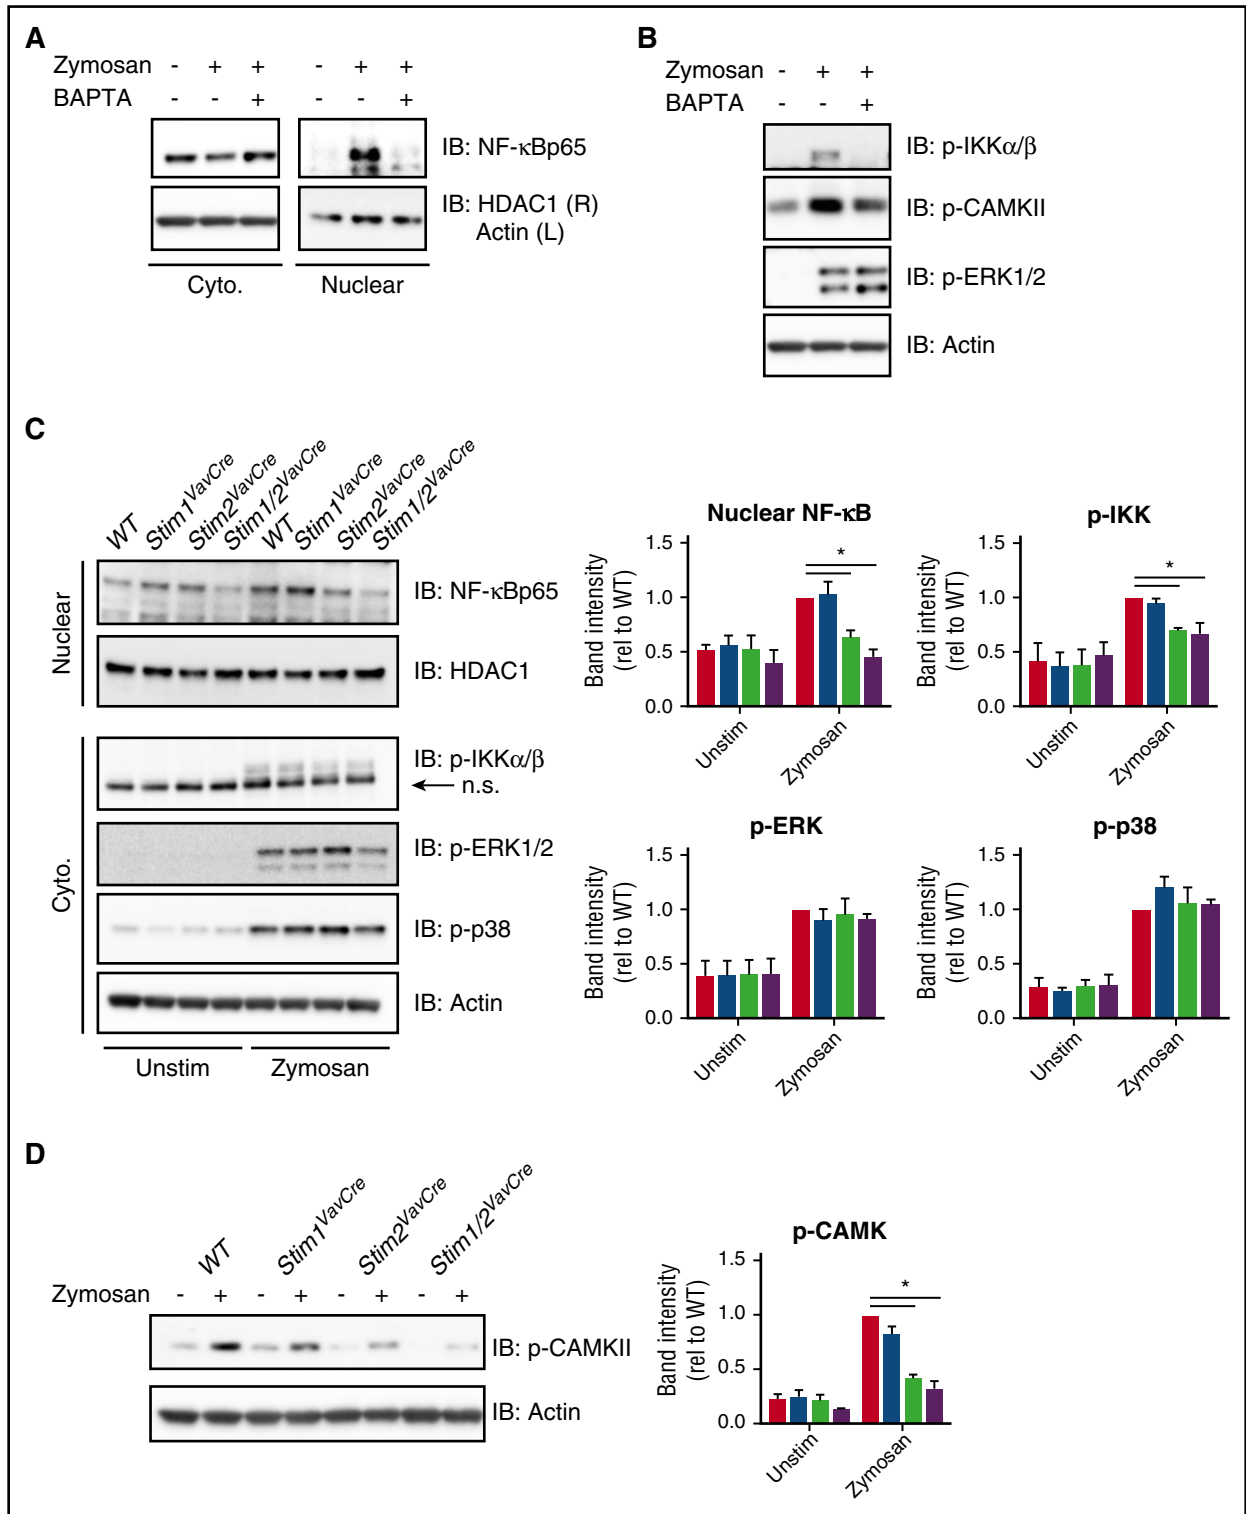 A
Zymosan - + + - + +
BAPTA - - + - - +
IB: NF-κBp65
IB: HDAC1 (R)
Actin (L)
Cyto. Nuclear
B
Zymosan - + +
BAPTA - - +
IB: p-IKKα/β
IB: p-CAMKII
IB: p-ERK1/2
IB: Actin
C
WT Stim1VavCre Stim2VavCre Stim1/2VavCre WT Stim1VavCre Stim2VavCre Stim1/2VavCre
Nuclear
IB: NF-κBp65
IB: HDAC1
Cyto.
IB: p-IKKα/β
n.s.
IB: p-ERK1/2
IB: p-p38
IB: Actin
Unstim Zymosan
Nuclear NF-κB
Band intensity
(rel to WT)
1.5
1.0
0.5
0.0
*
Unstim Zymosan
p-IKK
Band intensity
(rel to WT)
1.5
1.0
0.5
0.0
*
Unstim Zymosan
p-ERK
Band intensity
(rel to WT)
1.5
1.0
0.5
0.0
Unstim Zymosan
p-p38
Band intensity
(rel to WT)
1.5
1.0
0.5
0.0
Unstim Zymosan
D
WT Stim1VavCre Stim2VavCre Stim1/2VavCre
Zymosan - + - + - + - +
IB: p-CAMKII
IB: Actin
p-CAMK
Band intensity
(rel to WT)
1.5
1.0
0.5
0.0
*
Unstim Zymosan